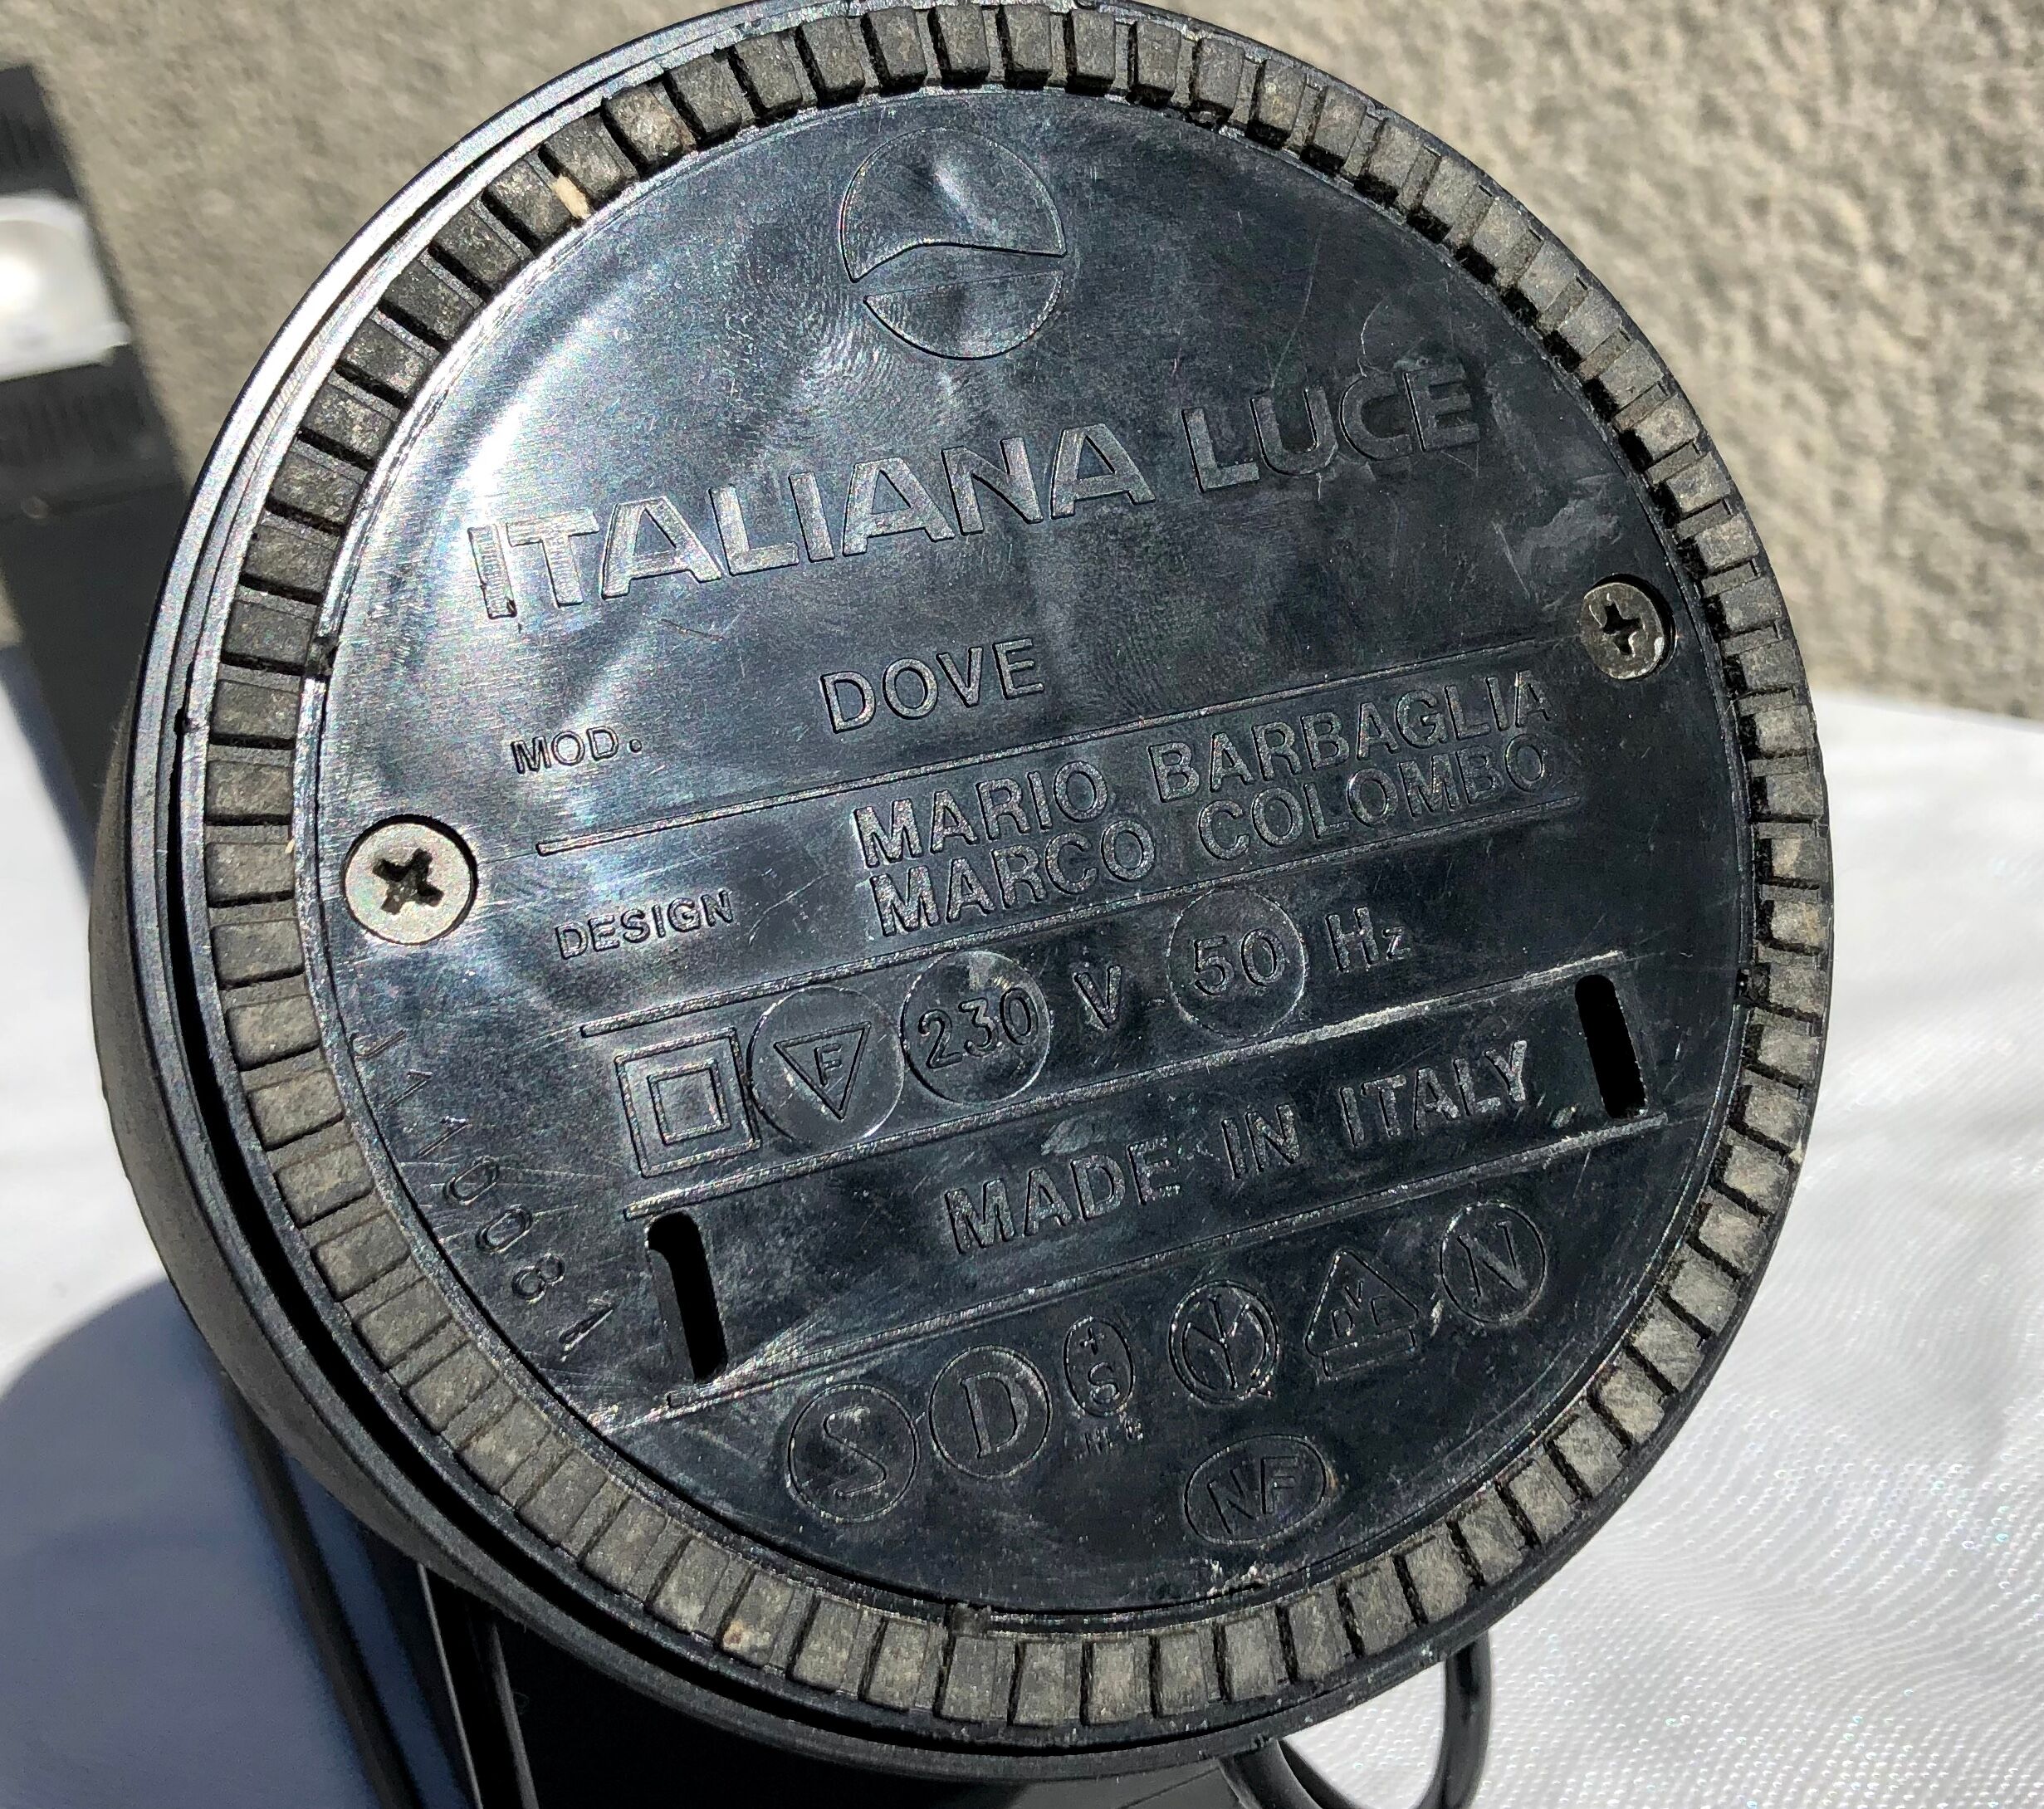 ITALIANA LUCE
MOD. DOVE
DESIGN MARIO BARBAGLIA
MARCO COLOMBO
F 230 V 50 Hz
MADE IN ITALY
S D +S N
NF